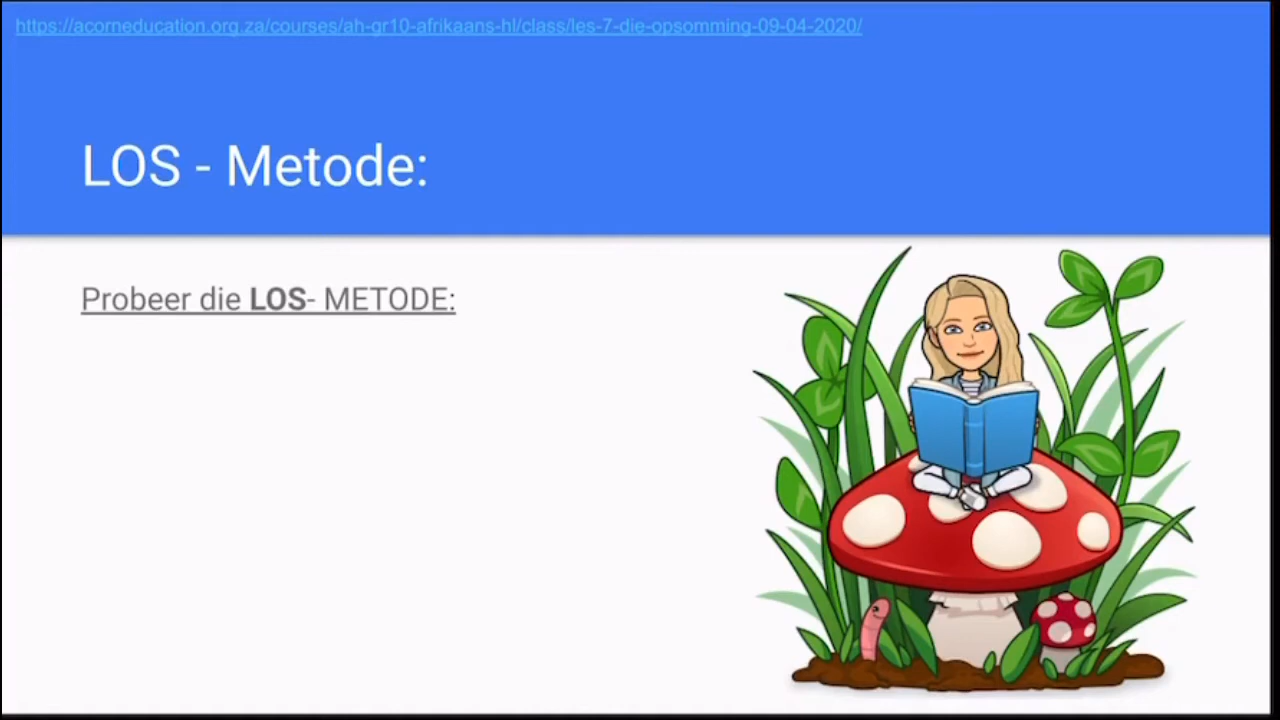 https://acorneducation.org.za/courses/ah-gr10-afrikaans-hl/class/les-7-die-opsomming-09-04-2020/
LOS - Metode:
Probeer die LOS- METODE: